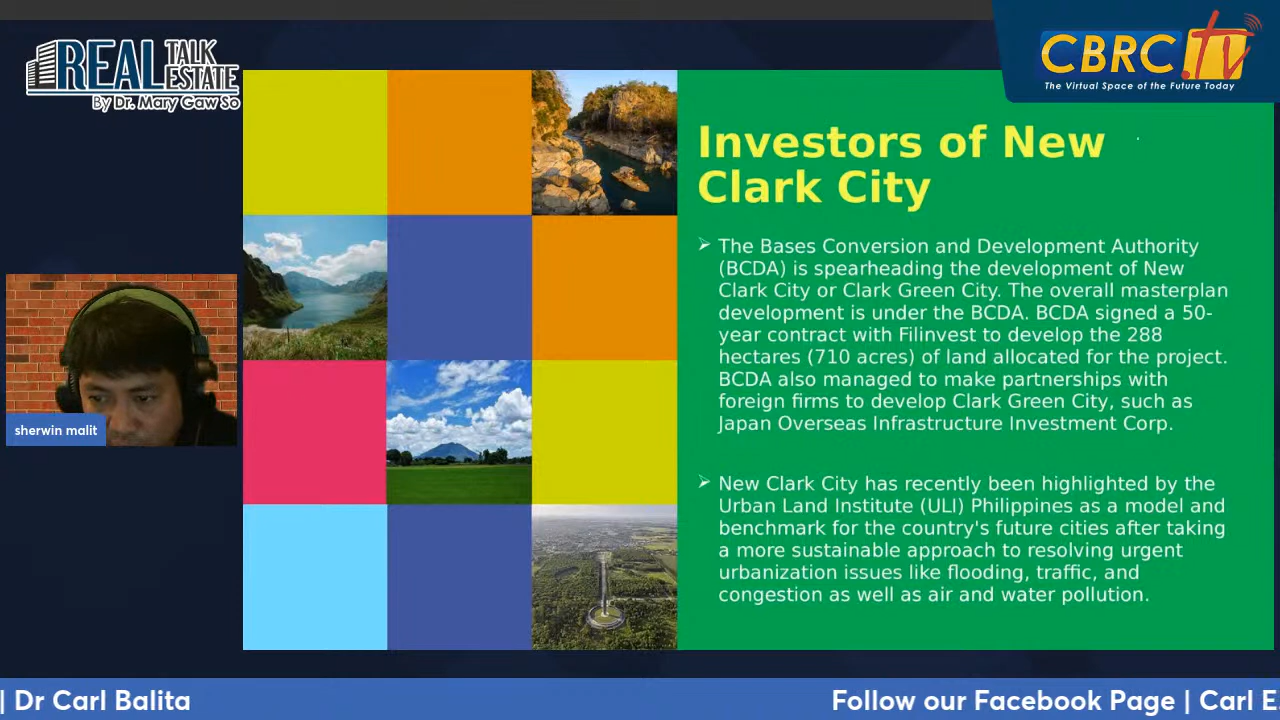 REAL TALK ESTATE
By Dr. Mary Gaw So
CBRC.tv
The Virtual Space of the Future Today
Investors of New
Clark City
The Bases Conversion and Development Authority
(BCDA) is spearheading the development of New
Clark City or Clark Green City. The overall masterplan
development is under the BCDA. BCDA signed a 50-
year contract with Filinvest to develop the 288
hectares (710 acres) of land allocated for the project.
BCDA also managed to make partnerships with
foreign firms to develop Clark Green City, such as
Japan Overseas Infrastructure Investment Corp.
New Clark City has recently been highlighted by the
Urban Land Institute (ULI) Philippines as a model and
benchmark for the country's future cities after taking
a more sustainable approach to resolving urgent
urbanization issues like flooding, traffic, and
congestion as well as air and water pollution.
sherwin malit
| Dr Carl Balita
Follow our Facebook Page | Carl E.